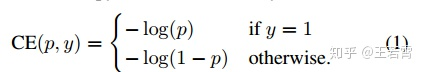 CE(p, y) = { −log(p) if y = 1
−log(1 − p) otherwise. (1)
知乎 @王若霄